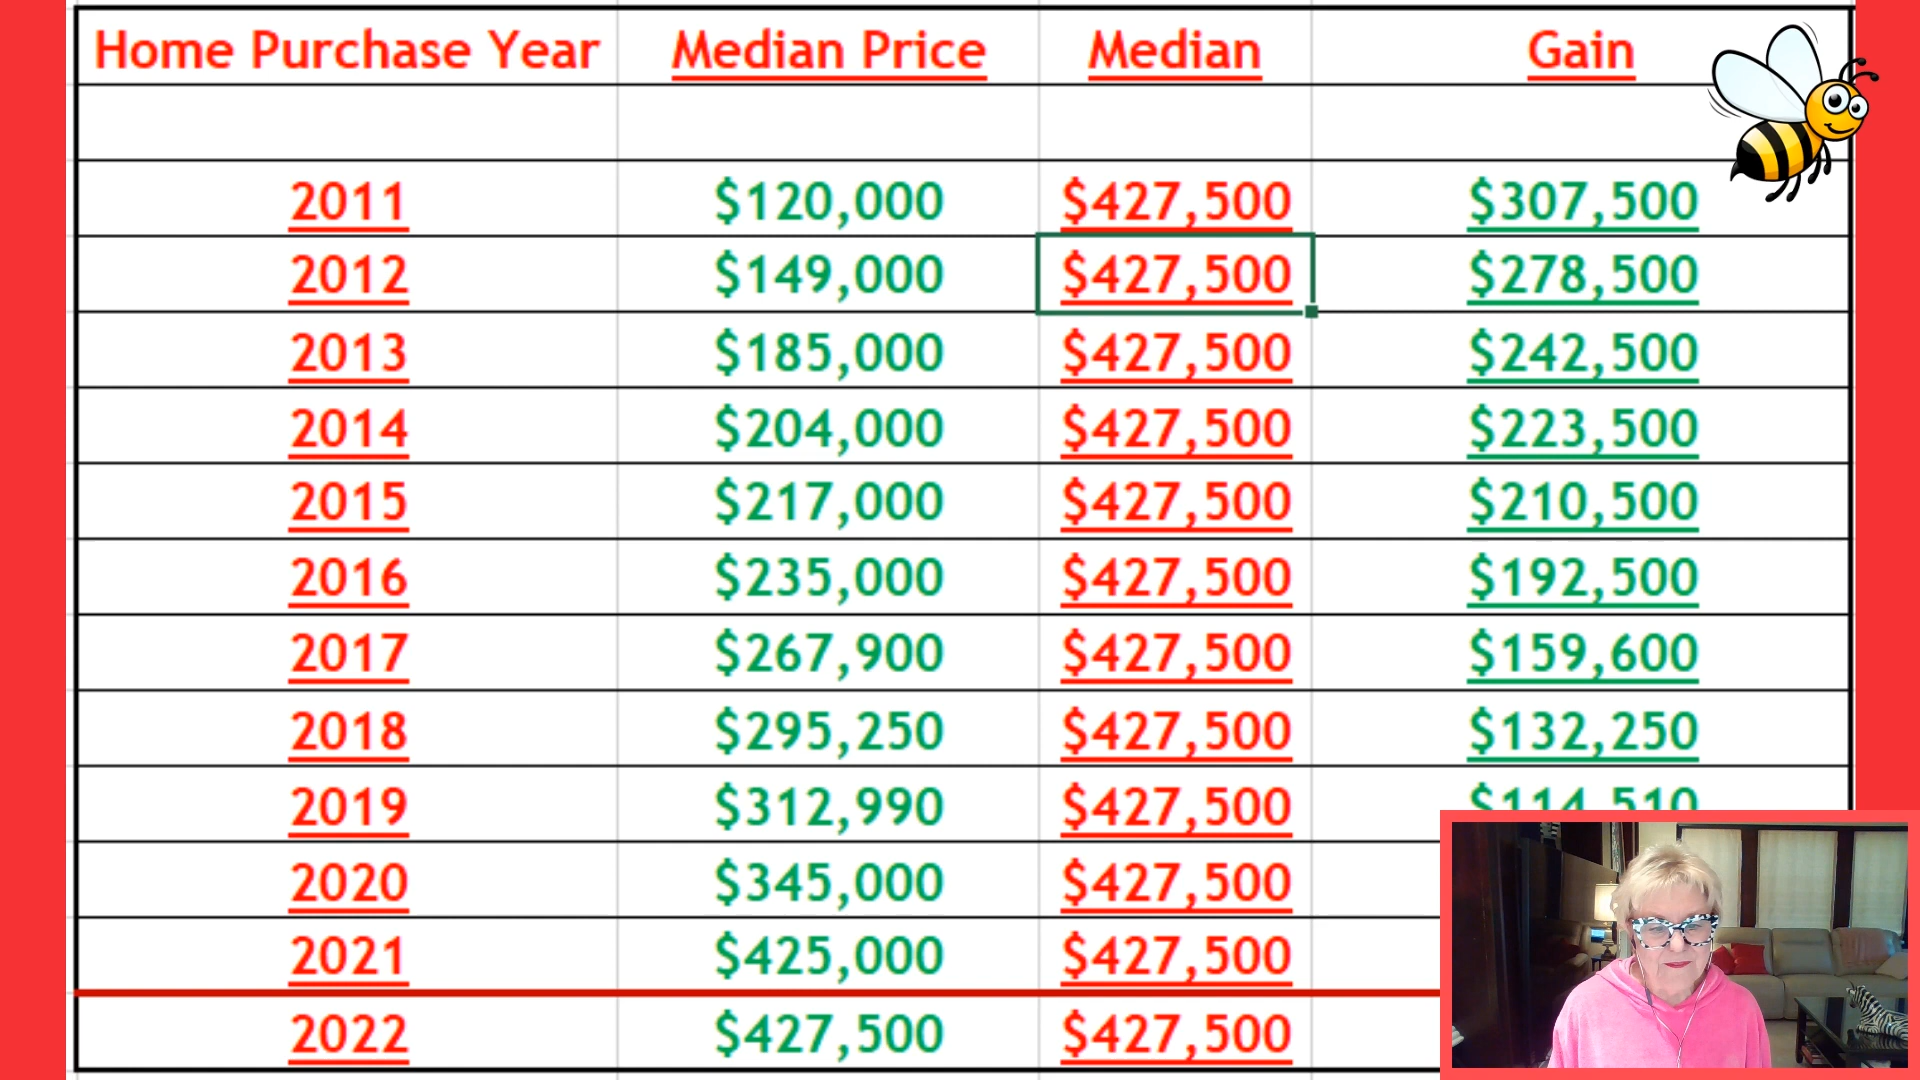 Home Purchase Year Median Price Median Gain
2011 $120,000 $427,500 $307,500
2012 $149,000 $427,500 $278,500
2013 $185,000 $427,500 $242,500
2014 $204,000 $427,500 $223,500
2015 $217,000 $427,500 $210,500
2016 $235,000 $427,500 $192,500
2017 $267,900 $427,500 $159,600
2018 $295,250 $427,500 $132,250
2019 $312,990 $427,500 $114,510
2020 $345,000 $427,500
2021 $425,000 $427,500
2022 $427,500 $427,500